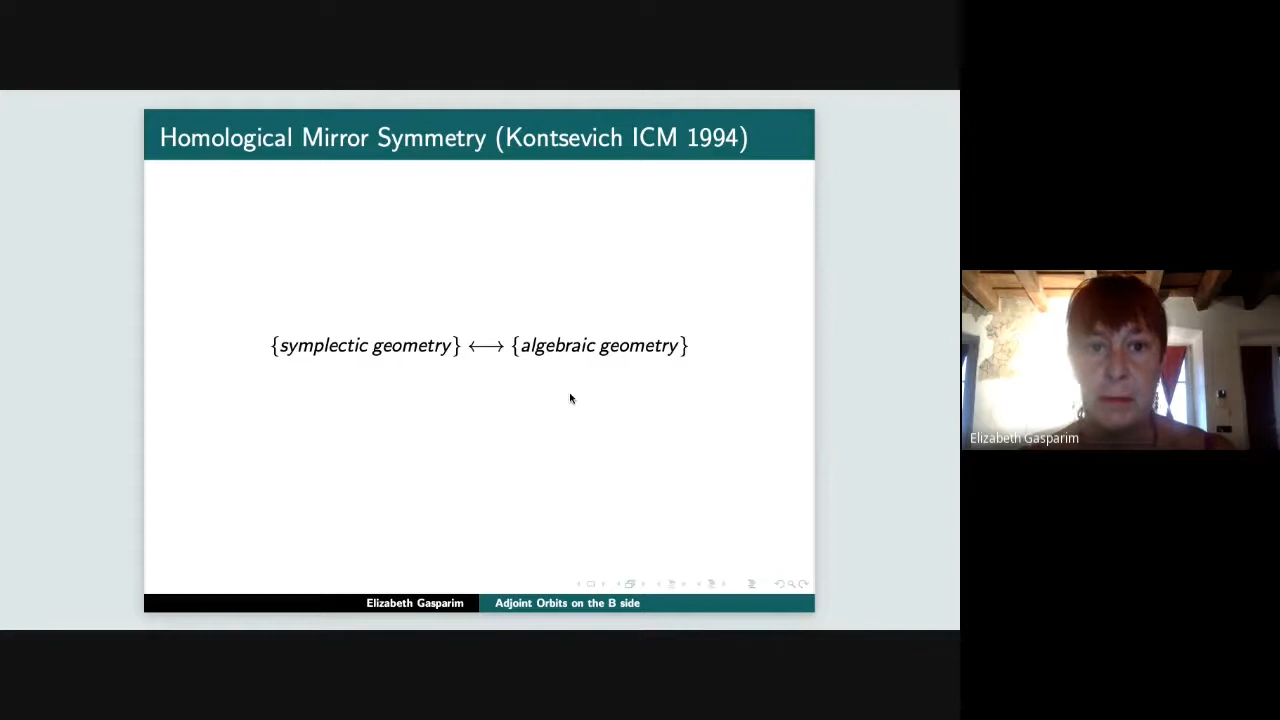 Homological Mirror Symmetry (Kontsevich ICM 1994)
{symplectic geometry} ⟷ {algebraic geometry}
Elizabeth Gasparim
Elizabeth Gasparim Adjoint Orbits on the B side